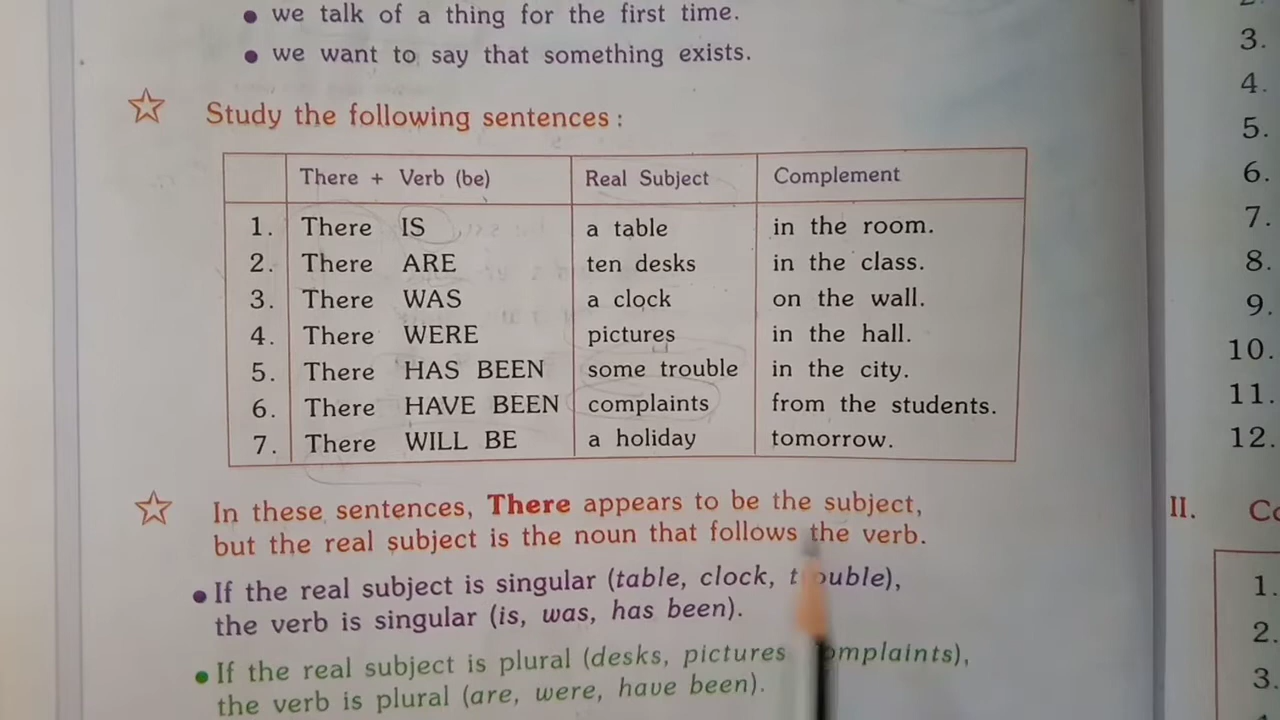 • we talk of a thing for the first time.
• we want to say that something exists.
Study the following sentences :
There + Verb (be) Real Subject Complement
1. There IS a table in the room.
2. There ARE ten desks in the class.
3. There WAS a clock on the wall.
4. There WERE pictures in the hall.
5. There HAS BEEN some trouble in the city.
6. There HAVE BEEN complaints from the students.
7. There WILL BE a holiday tomorrow.
In these sentences, There appears to be the subject,
but the real subject is the noun that follows the verb.
• If the real subject is singular (table, clock, trouble),
the verb is singular (is, was, has been).
• If the real subject is plural (desks, pictures complaints),
the verb is plural (are, were, have been).
3.
4.
5.
6.
7.
8.
9.
10.
11.
12.
II.
1.
2.
3.